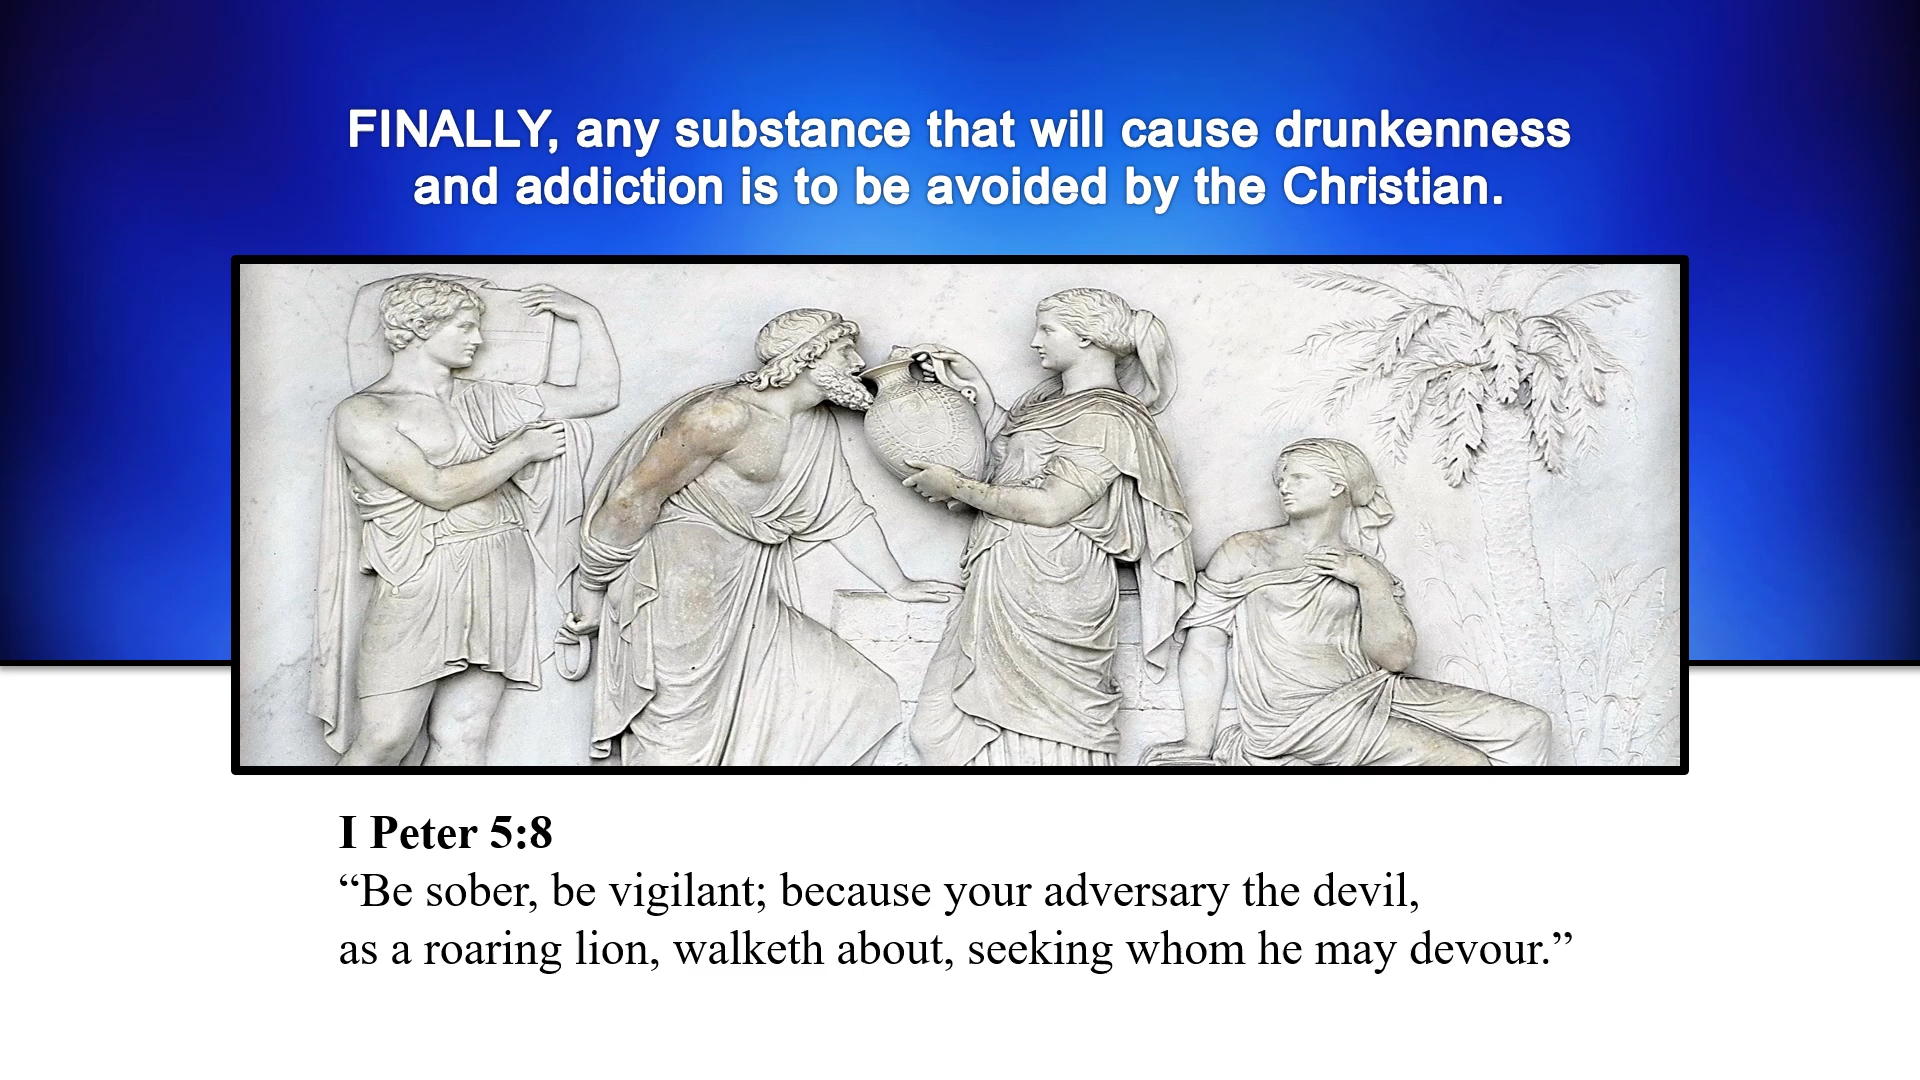 FINALLY, any substance that will cause drunkenness
and addiction is to be avoided by the Christian.
I Peter 5:8
“Be sober, be vigilant; because your adversary the devil,
as a roaring lion, walketh about, seeking whom he may devour.”